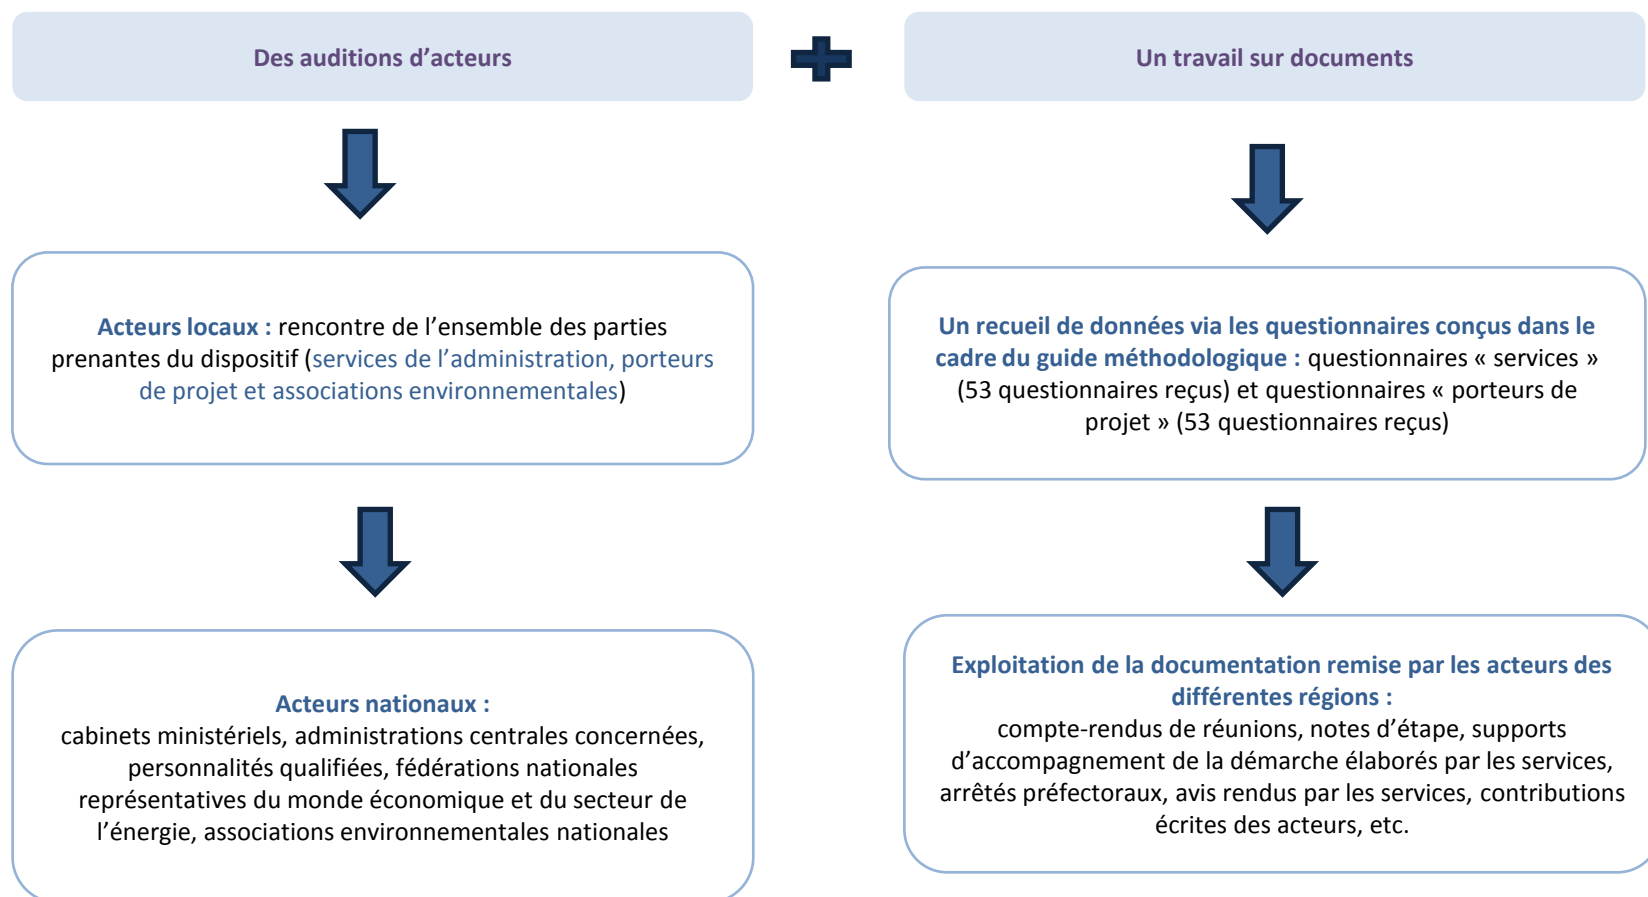 Des auditions d’acteurs
Un travail sur documents
Acteurs locaux : rencontre de l’ensemble des parties
prenantes du dispositif (services de l’administration, porteurs
de projet et associations environnementales)
Un recueil de données via les questionnaires conçus dans le
cadre du guide méthodologique : questionnaires « services »
(53 questionnaires reçus) et questionnaires « porteurs de
projet » (53 questionnaires reçus)
Acteurs nationaux :
cabinets ministériels, administrations centrales concernées,
personnalités qualifiées, fédérations nationales
représentatives du monde économique et du secteur de
l’énergie, associations environnementales nationales
Exploitation de la documentation remise par les acteurs des
différentes régions :
compte-rendus de réunions, notes d’étape, supports
d’accompagnement de la démarche élaborés par les services,
arrêtés préfectoraux, avis rendus par les services, contributions
écrites des acteurs, etc.